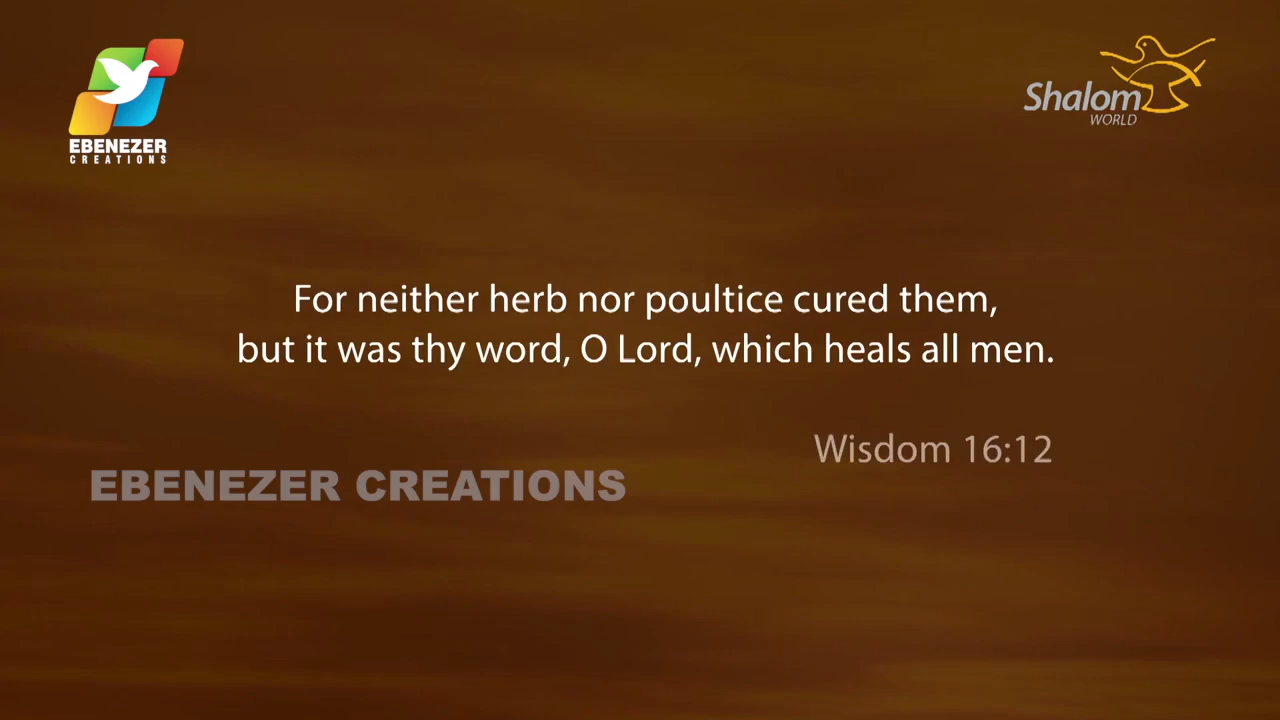 EBENEZER
CREATIONS
Shalom
WORLD
For neither herb nor poultice cured them,
but it was thy word, O Lord, which heals all men.
Wisdom 16:12
EBENEZER CREATIONS